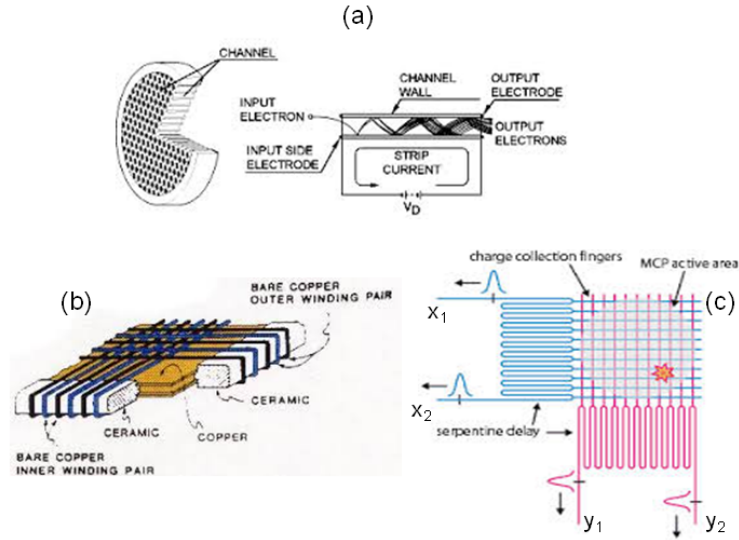 (a)
CHANNEL
CHANNEL
WALL
OUTPUT
ELECTRODE
INPUT
ELECTRON
INPUT SIDE
ELECTRODE
OUTPUT
ELECTRONS
STRIP
CURRENT
VD
(b)
BARE COPPER
OUTER WINDING PAIR
CERAMIC
COPPER
CERAMIC
BARE COPPER
INNER WINDING PAIR
charge collection fingers
MCP active area
(c)
x1
x2
serpentine delay
y1
y2